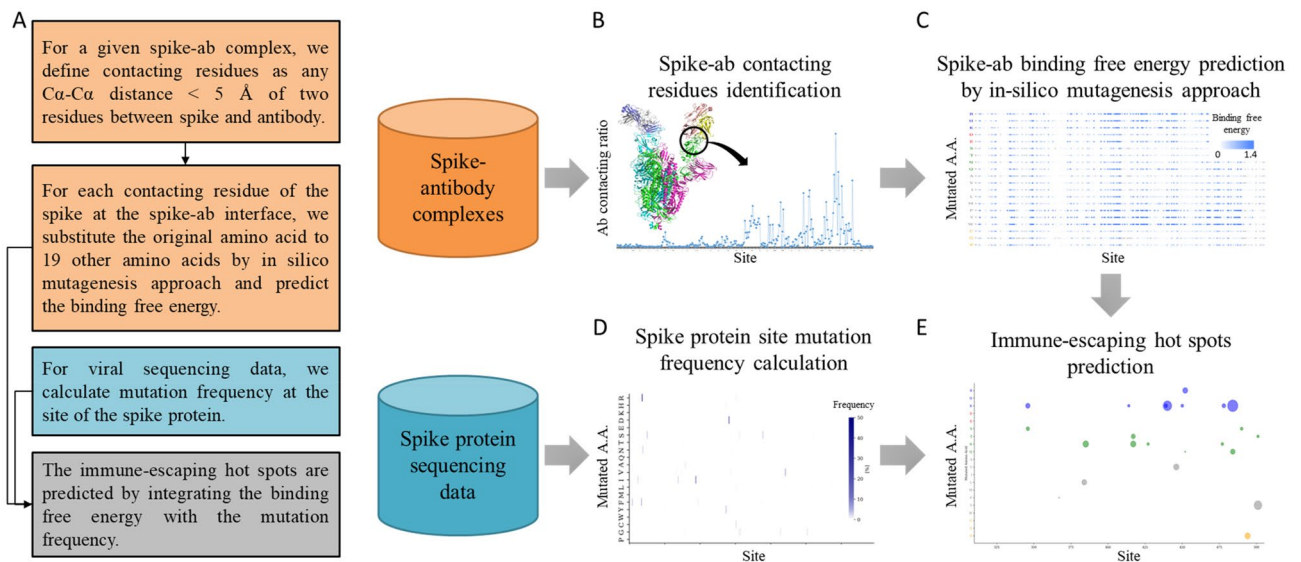 A
For a given spike-ab complex, we
define contacting residues as any
Cα-Cα distance < 5 Å of two
residues between spike and antibody.
For each contacting residue of the
spike at the spike-ab interface, we
substitute the original amino acid to
19 other amino acids by in silico
mutagenesis approach and predict
the binding free energy.
For viral sequencing data, we
calculate mutation frequency at the
site of the spike protein.
The immune-escaping hot spots are
predicted by integrating the binding
free energy with the mutation
frequency.
Spike-
antibody
complexes
Spike protein
sequencing
data
B
Spike-ab contacting
residues identification
Ab contacting ratio
Site
C
Spike-ab binding free energy prediction
by in-silico mutagenesis approach
Binding free
energy
0 1.4
Mutated A.A.
Site
D
Spike protein site mutation
frequency calculation
Frequency
50
40
30
20
10
0
[%]
Mutated A.A.
P G C W Y F M L I V A Q N T S E D K H R
Site
E
Immune-escaping hot spots
prediction
Mutated A.A.
Site